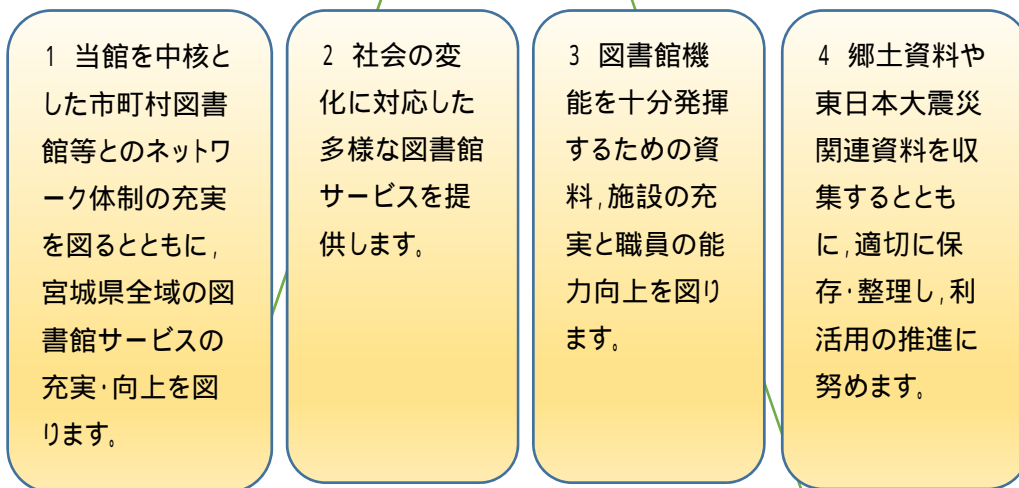 1 当館を中核と
した市町村図書
館等とのネットワ
ーク体制の充実
を図るとともに,
宮城県全域の図
書館サービスの
充実・向上を図
ります。
2 社会の変
化に対応した
多様な図書館
サービスを提
供します。
3 図書館機
能を十分発揮
するための資
料,施設の充
実と職員の能
力向上を図り
ます。
4 郷土資料や
東日本大震災
関連資料を収
集するととも
に,適切に保
存・整理し,利
活用の推進に
努めます。